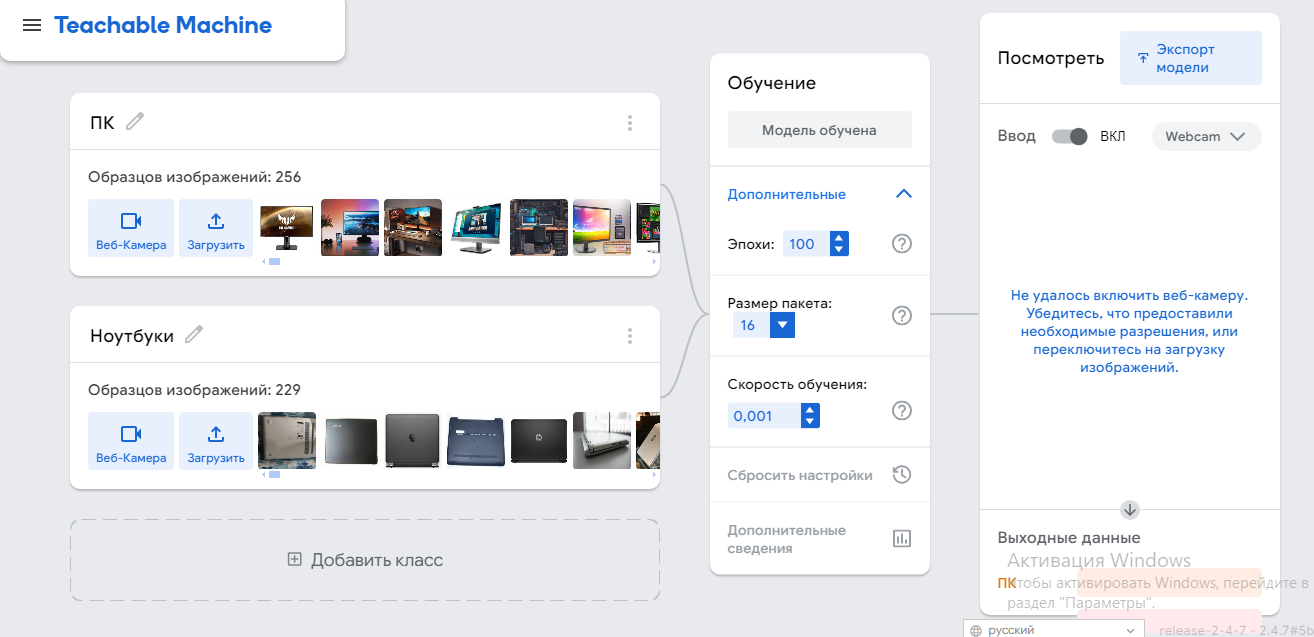 Teachable Machine
ПК
Образцов изображений: 256
Веб-Камера
Загрузить
Ноутбуки
Образцов изображений: 229
Веб-Камера
Загрузить
Добавить класс
Обучение
Модель обучена
Дополнительные
Эпохи: 100
Размер пакета:
16
Скорость обучения:
0,001
Сбросить настройки
Дополнительные
сведения
Посмотреть
Экспорт
модели
Ввод ВКЛ Webcam
Не удалось включить веб-камеру.
Убедитесь, что предоставили
необходимые разрешения, или
переключитесь на загрузку
изображений.
Выходные данные
Активация Windows
ПК
Чтобы активировать Windows, перейдите в
раздел "Параметры".
русский
release-2-4-7 - 2.4.7#5b